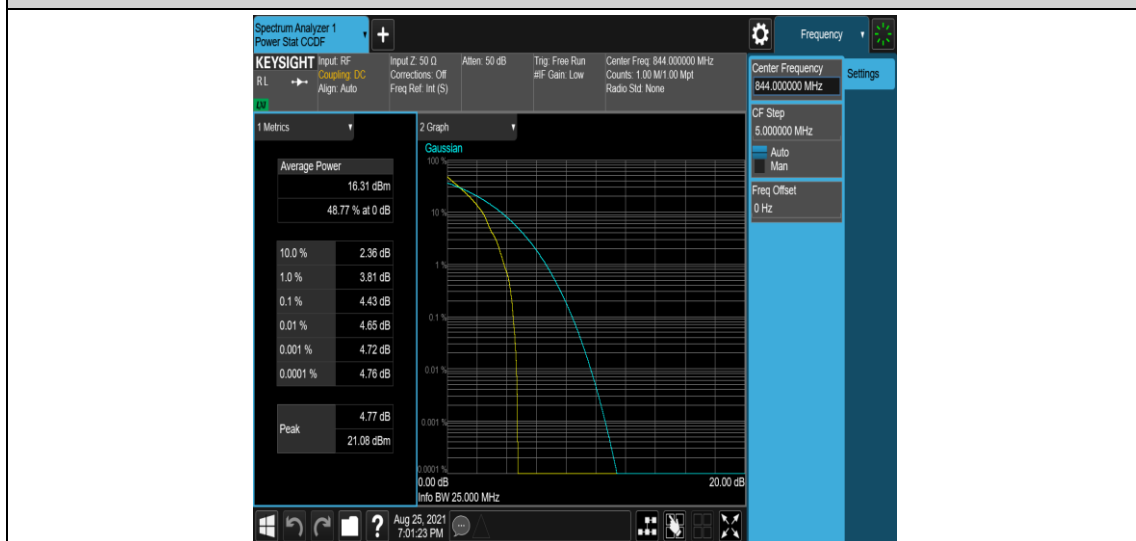 Spectrum Analyzer 1
Power Stat CCDF
+
Frequency
KEYSIGHT
RL
LXI
Input: RF
Coupling: DC
Align: Auto
Input Z: 50 Ω
Corrections: Off
Freq Ref: Int (S)
Atten: 50 dB
Trig: Free Run
#IF Gain: Low
Center Freq: 844.000000 MHz
Counts: 1.00 M/1.00 Mpt
Radio Std: None
Center Frequency
844.000000 MHz
Settings
CF Step
5.000000 MHz
Auto
Man
Freq Offset
0 Hz
1 Metrics
Average Power
16.31 dBm
48.77 % at 0 dB
10.0 % 2.36 dB
1.0 % 3.81 dB
0.1 % 4.43 dB
0.01 % 4.65 dB
0.001 % 4.72 dB
0.0001 % 4.76 dB
Peak 4.77 dB
21.08 dBm
2 Graph
Gaussian
100 %
10 %
1 %
0.1 %
0.01 %
0.001 %
0.0001 %
0.00 dB 20.00 dB
Info BW 25.000 MHz
?
Aug 25, 2021
7:01:23 PM